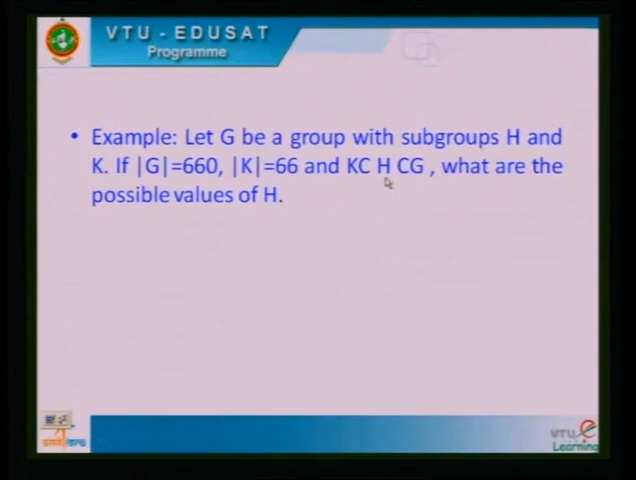 VTU - EDUSAT
Programme
• Example: Let G be a group with subgroups H and
K. If |G|=660, |K|=66 and KC H CG , what are the
possible values of H.
VTU e
Learning